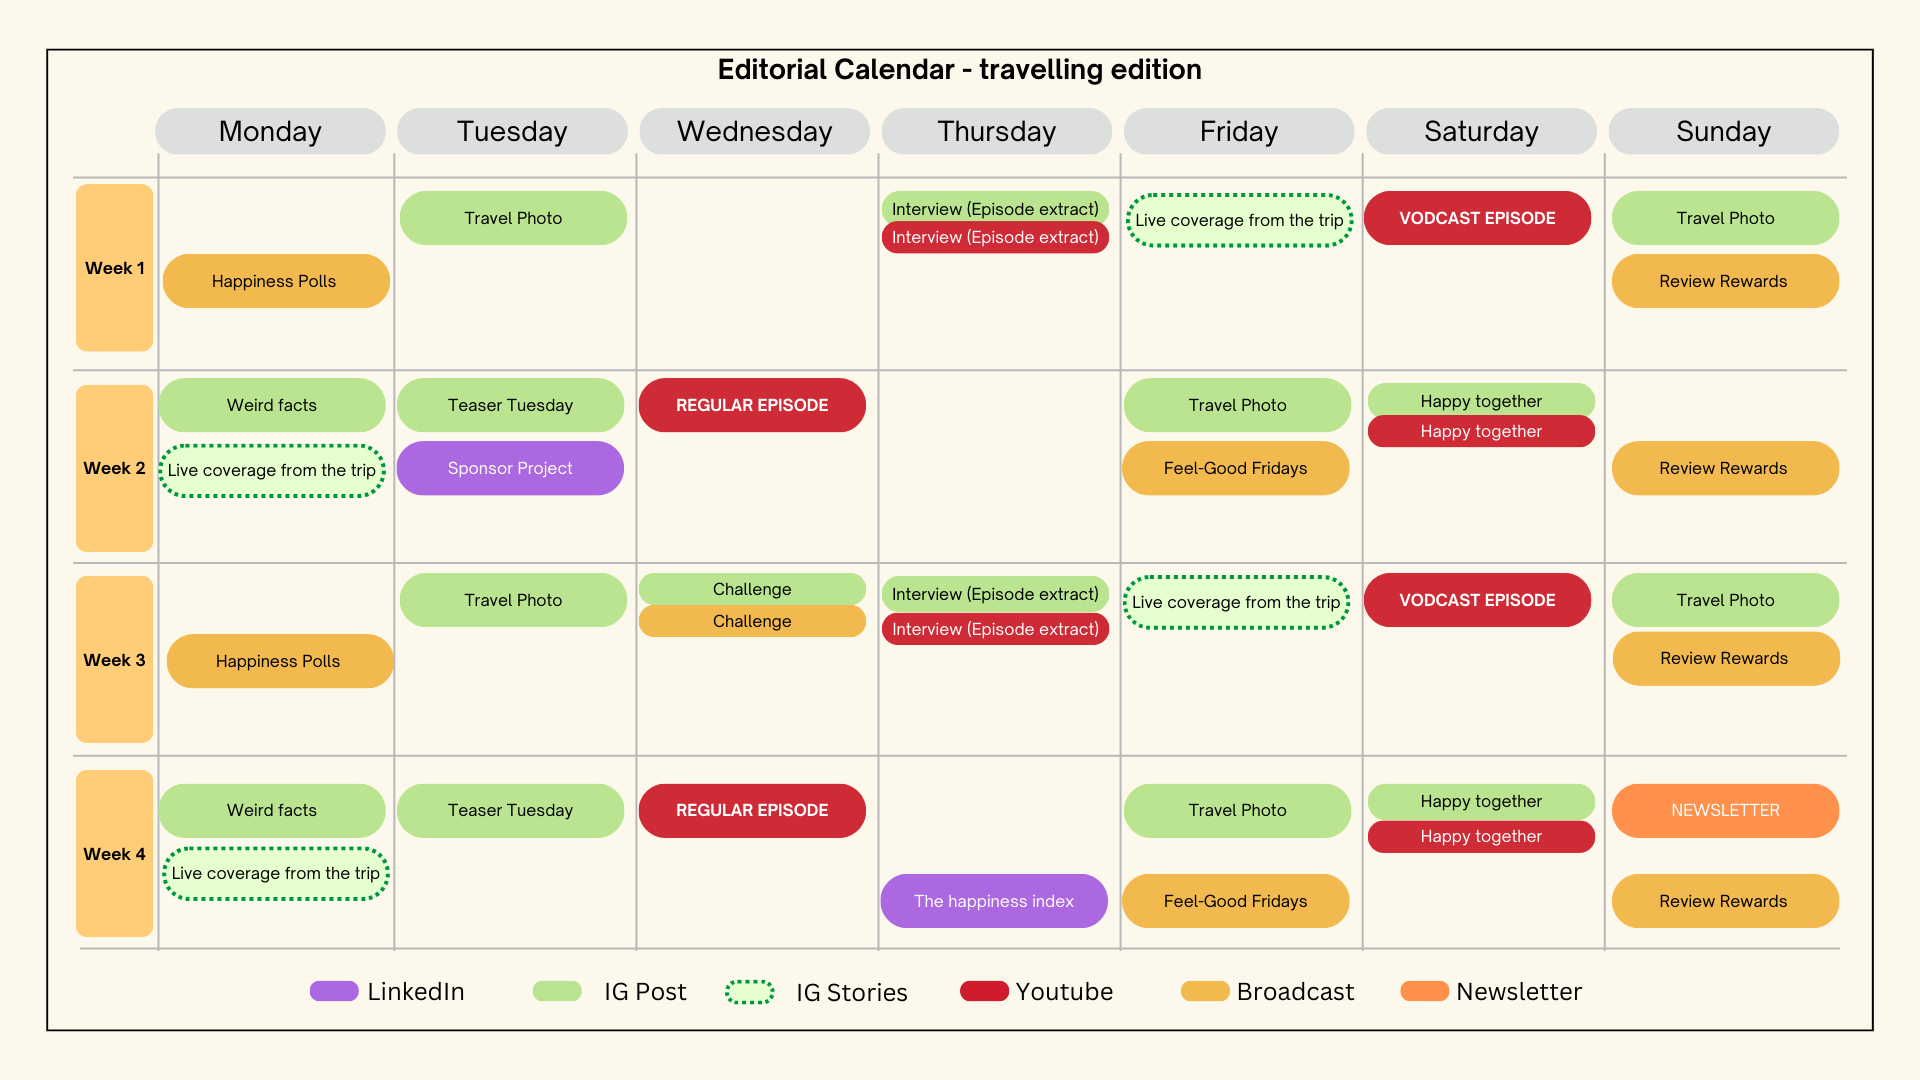 Editorial Calendar - travelling edition
Monday
Tuesday
Wednesday
Thursday
Friday
Saturday
Sunday
Week 1
Happiness Polls
Travel Photo
Interview (Episode extract)
Interview (Episode extract)
Live coverage from the trip
VODCAST EPISODE
Travel Photo
Review Rewards
Week 2
Weird facts
Live coverage from the trip
Teaser Tuesday
Sponsor Project
REGULAR EPISODE
Travel Photo
Feel-Good Fridays
Happy together
Happy together
Review Rewards
Week 3
Happiness Polls
Travel Photo
Challenge
Challenge
Interview (Episode extract)
Interview (Episode extract)
Live coverage from the trip
VODCAST EPISODE
Travel Photo
Review Rewards
Week 4
Weird facts
Live coverage from the trip
Teaser Tuesday
REGULAR EPISODE
The happiness index
Travel Photo
Feel-Good Fridays
Happy together
Happy together
NEWSLETTER
Review Rewards
LinkedIn
IG Post
IG Stories
Youtube
Broadcast
Newsletter